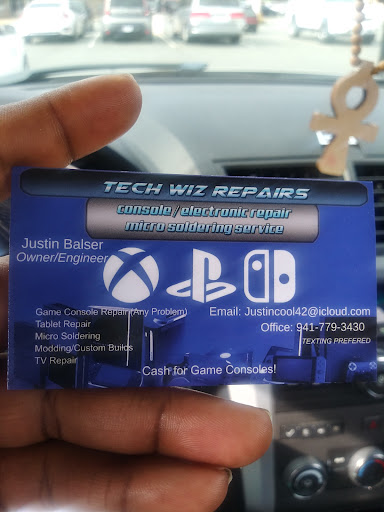 TECH WIZ REPAIRS
console / electronic repair
micro soldering service
Justin Balser
Owner/Engineer
Game Console Repair (Any Problem)
Tablet Repair
Micro Soldering
Modding/Custom Builds
TV Repair
Email: Justincool42@icloud.com
Office: 941-779-3430
TEXTING PREFERED
Cash for Game Consoles!